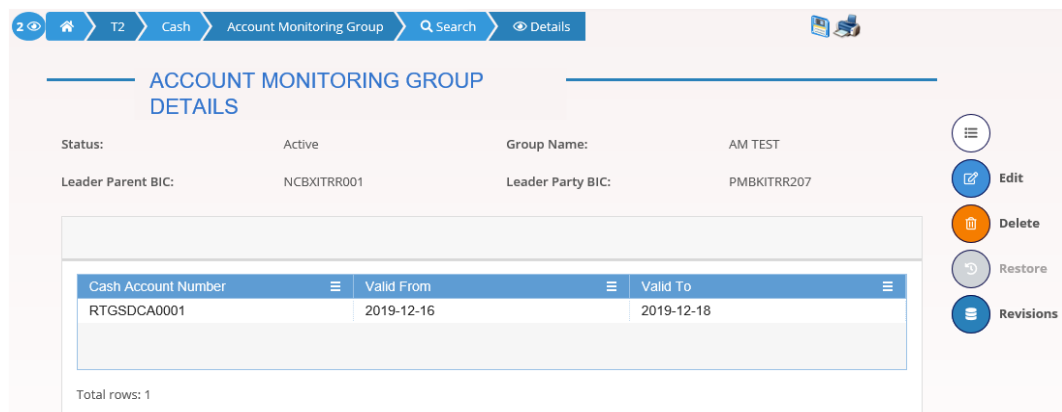 2 T2 Cash Account Monitoring Group Search Details
ACCOUNT MONITORING GROUP
DETAILS
Status: Active Group Name: AM TEST
Leader Parent BIC: NCBXITRR001 Leader Party BIC: PMBKITRR207
Edit
Delete
Restore
Revisions
Cash Account Number Valid From Valid To
RTGSDCA0001 2019-12-16 2019-12-18
Total rows: 1